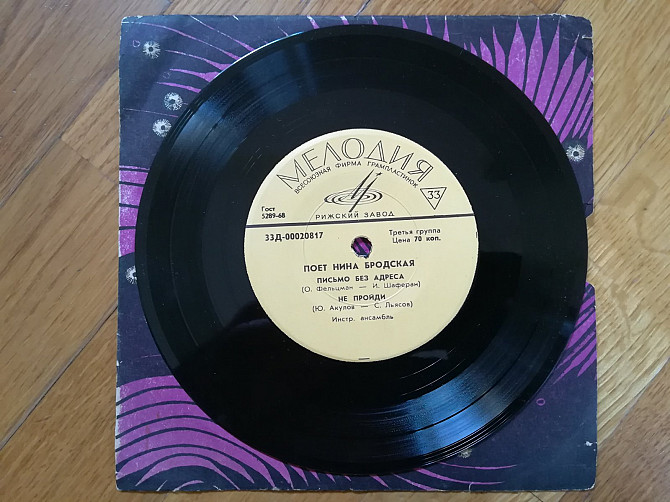 МЕЛОДИЯ
ВСЕСОЮЗНАЯ ФИРМА ГРАМПЛАСТИНОК
33
РИЖСКИЙ ЗАВОД
Гост
5289-68
33Д-00020817
Третья группа
Цена 70 коп.
ПОЕТ НИНА БРОДСКАЯ
ПИСЬМО БЕЗ АДРЕСА
(О. Фельцман — И. Шаферан)
НЕ ПРОЙДИ
(Ю. Акулов — С. Льясов)
Инстр. ансамбль